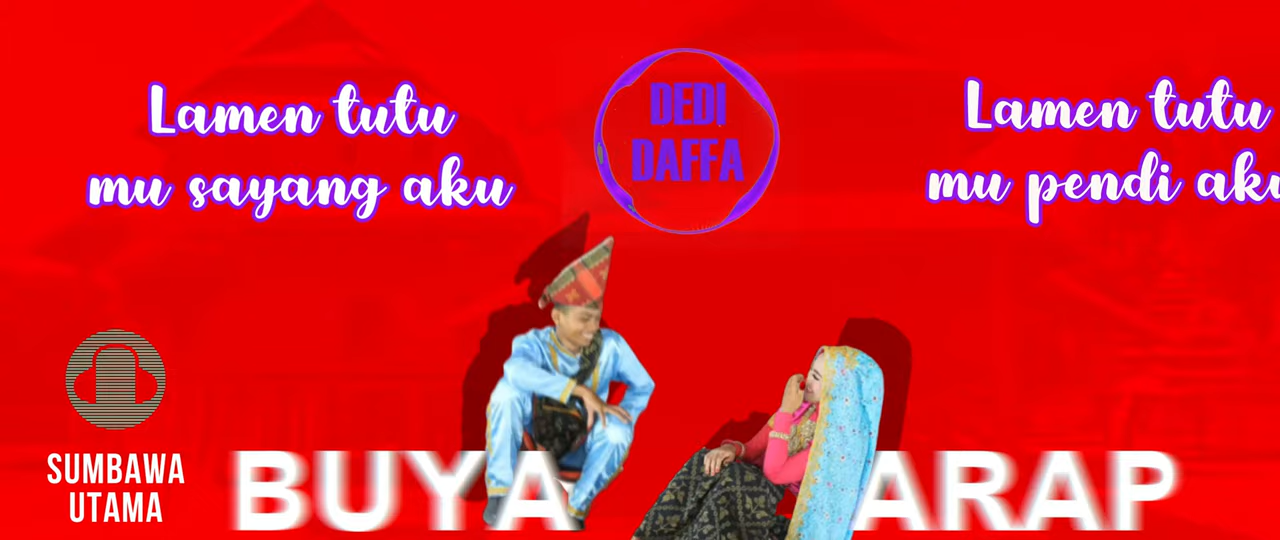 Lamen tutu
mu sayang aku
DEDI
DAFFA
Lamen tutu
mu pendi aku
SUMBAWA
UTAMA
BUYA ARAP